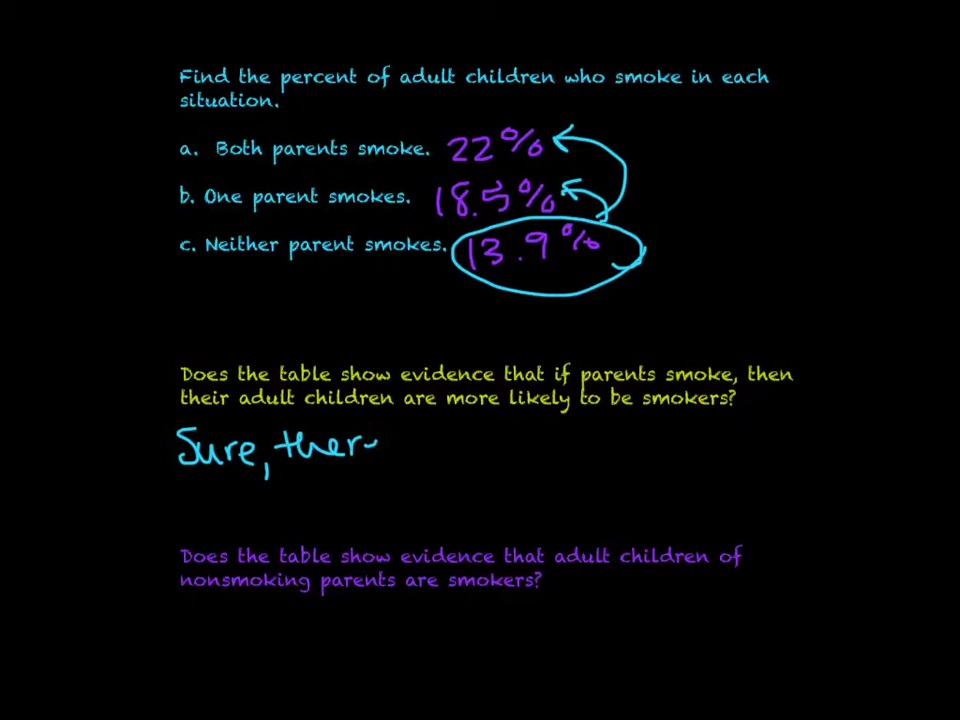 Find the percent of adult children who smoke in each
situation.
a. Both parents smoke. 22%
b. One parent smokes. 18.5%
c. Neither parent smokes. 13.9%
Does the table show evidence that if parents smoke, then
their adult children are more likely to be smokers?
Sure, ther
Does the table show evidence that adult children of
nonsmoking parents are smokers?